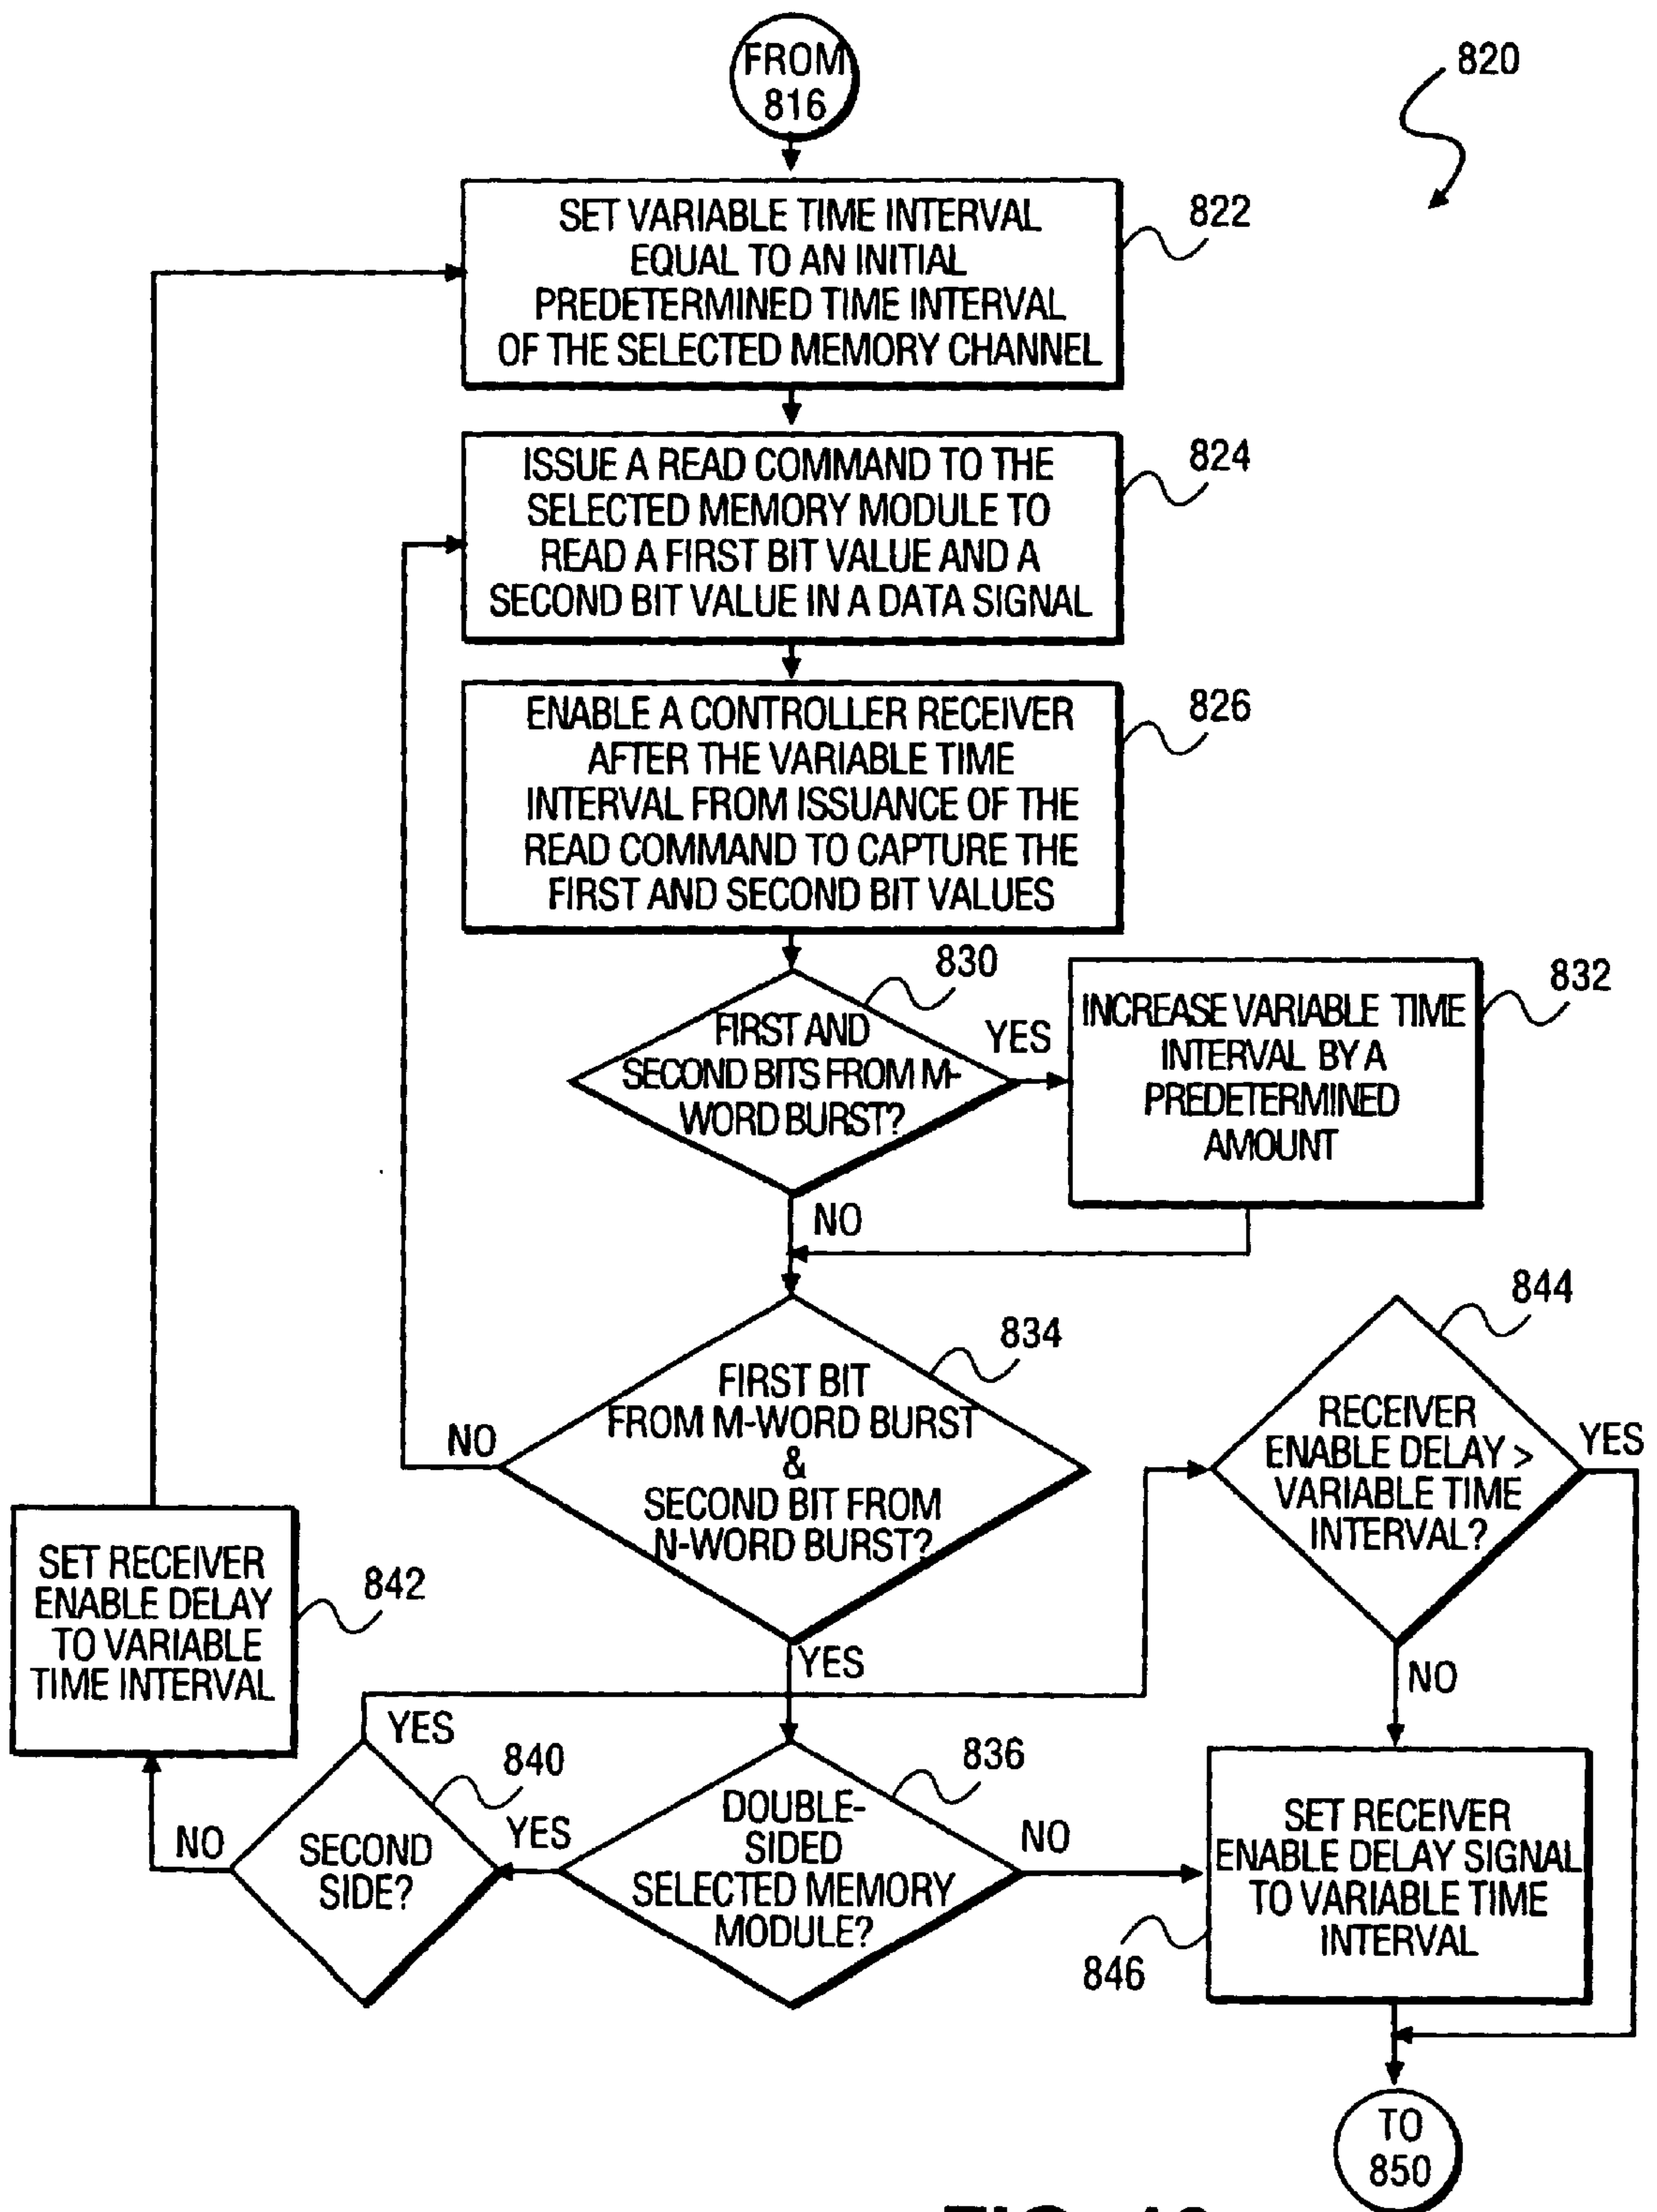 FROM
816
820
SET VARIABLE TIME INTERVAL
EQUAL TO AN INITIAL
PREDETERMINED TIME INTERVAL
OF THE SELECTED MEMORY CHANNEL
822
ISSUE A READ COMMAND TO THE
SELECTED MEMORY MODULE TO
READ A FIRST BIT VALUE AND A
SECOND BIT VALUE IN A DATA SIGNAL
824
ENABLE A CONTROLLER RECEIVER
AFTER THE VARIABLE TIME
INTERVAL FROM ISSUANCE OF THE
READ COMMAND TO CAPTURE THE
FIRST AND SECOND BIT VALUES
826
830
FIRST AND
SECOND BITS FROM M-
WORD BURST?
YES
NO
832
INCREASE VARIABLE TIME
INTERVAL BY A
PREDETERMINED
AMOUNT
834
FIRST BIT
FROM M-WORD BURST
&
SECOND BIT FROM
N-WORD BURST?
NO
YES
844
RECEIVER
ENABLE DELAY >
VARIABLE TIME
INTERVAL?
YES
NO
SET RECEIVER
ENABLE DELAY
TO VARIABLE
TIME INTERVAL
842
YES
840
SECOND
SIDE?
NO
YES
836
DOUBLE-
SIDED
SELECTED MEMORY
MODULE?
NO
SET RECEIVER
ENABLE DELAY SIGNAL
TO VARIABLE TIME
INTERVAL
846
TO
850